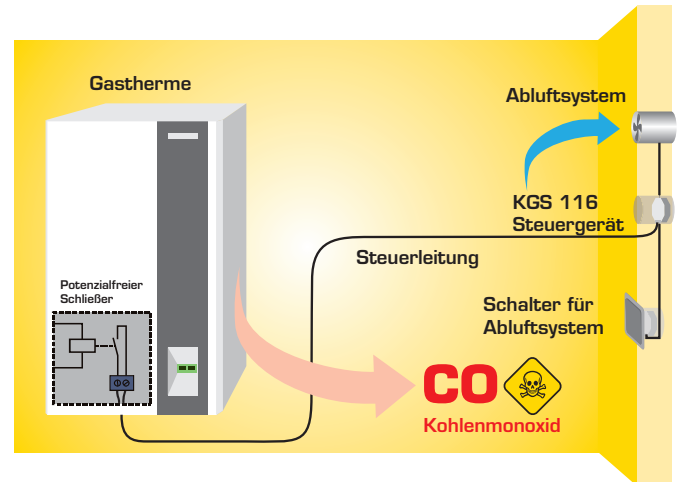 Gastherme
Abluftsystem
KGS 116
Steuergerät
Steuerleitung
Potenzialfreier
Schließer
Schalter für
Abluftsystem
CO
Kohlenmonoxid